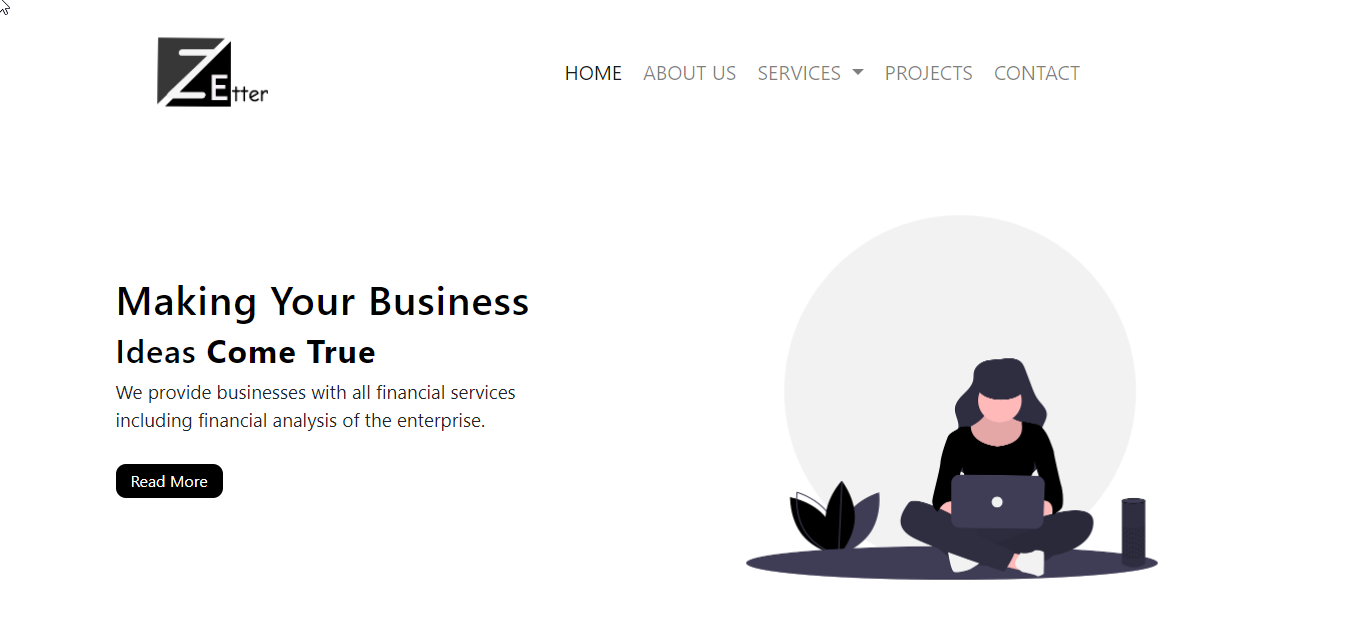 ZEtter
HOME ABOUT US SERVICES PROJECTS CONTACT
Making Your Business
Ideas Come True
We provide businesses with all financial services
including financial analysis of the enterprise.
Read More